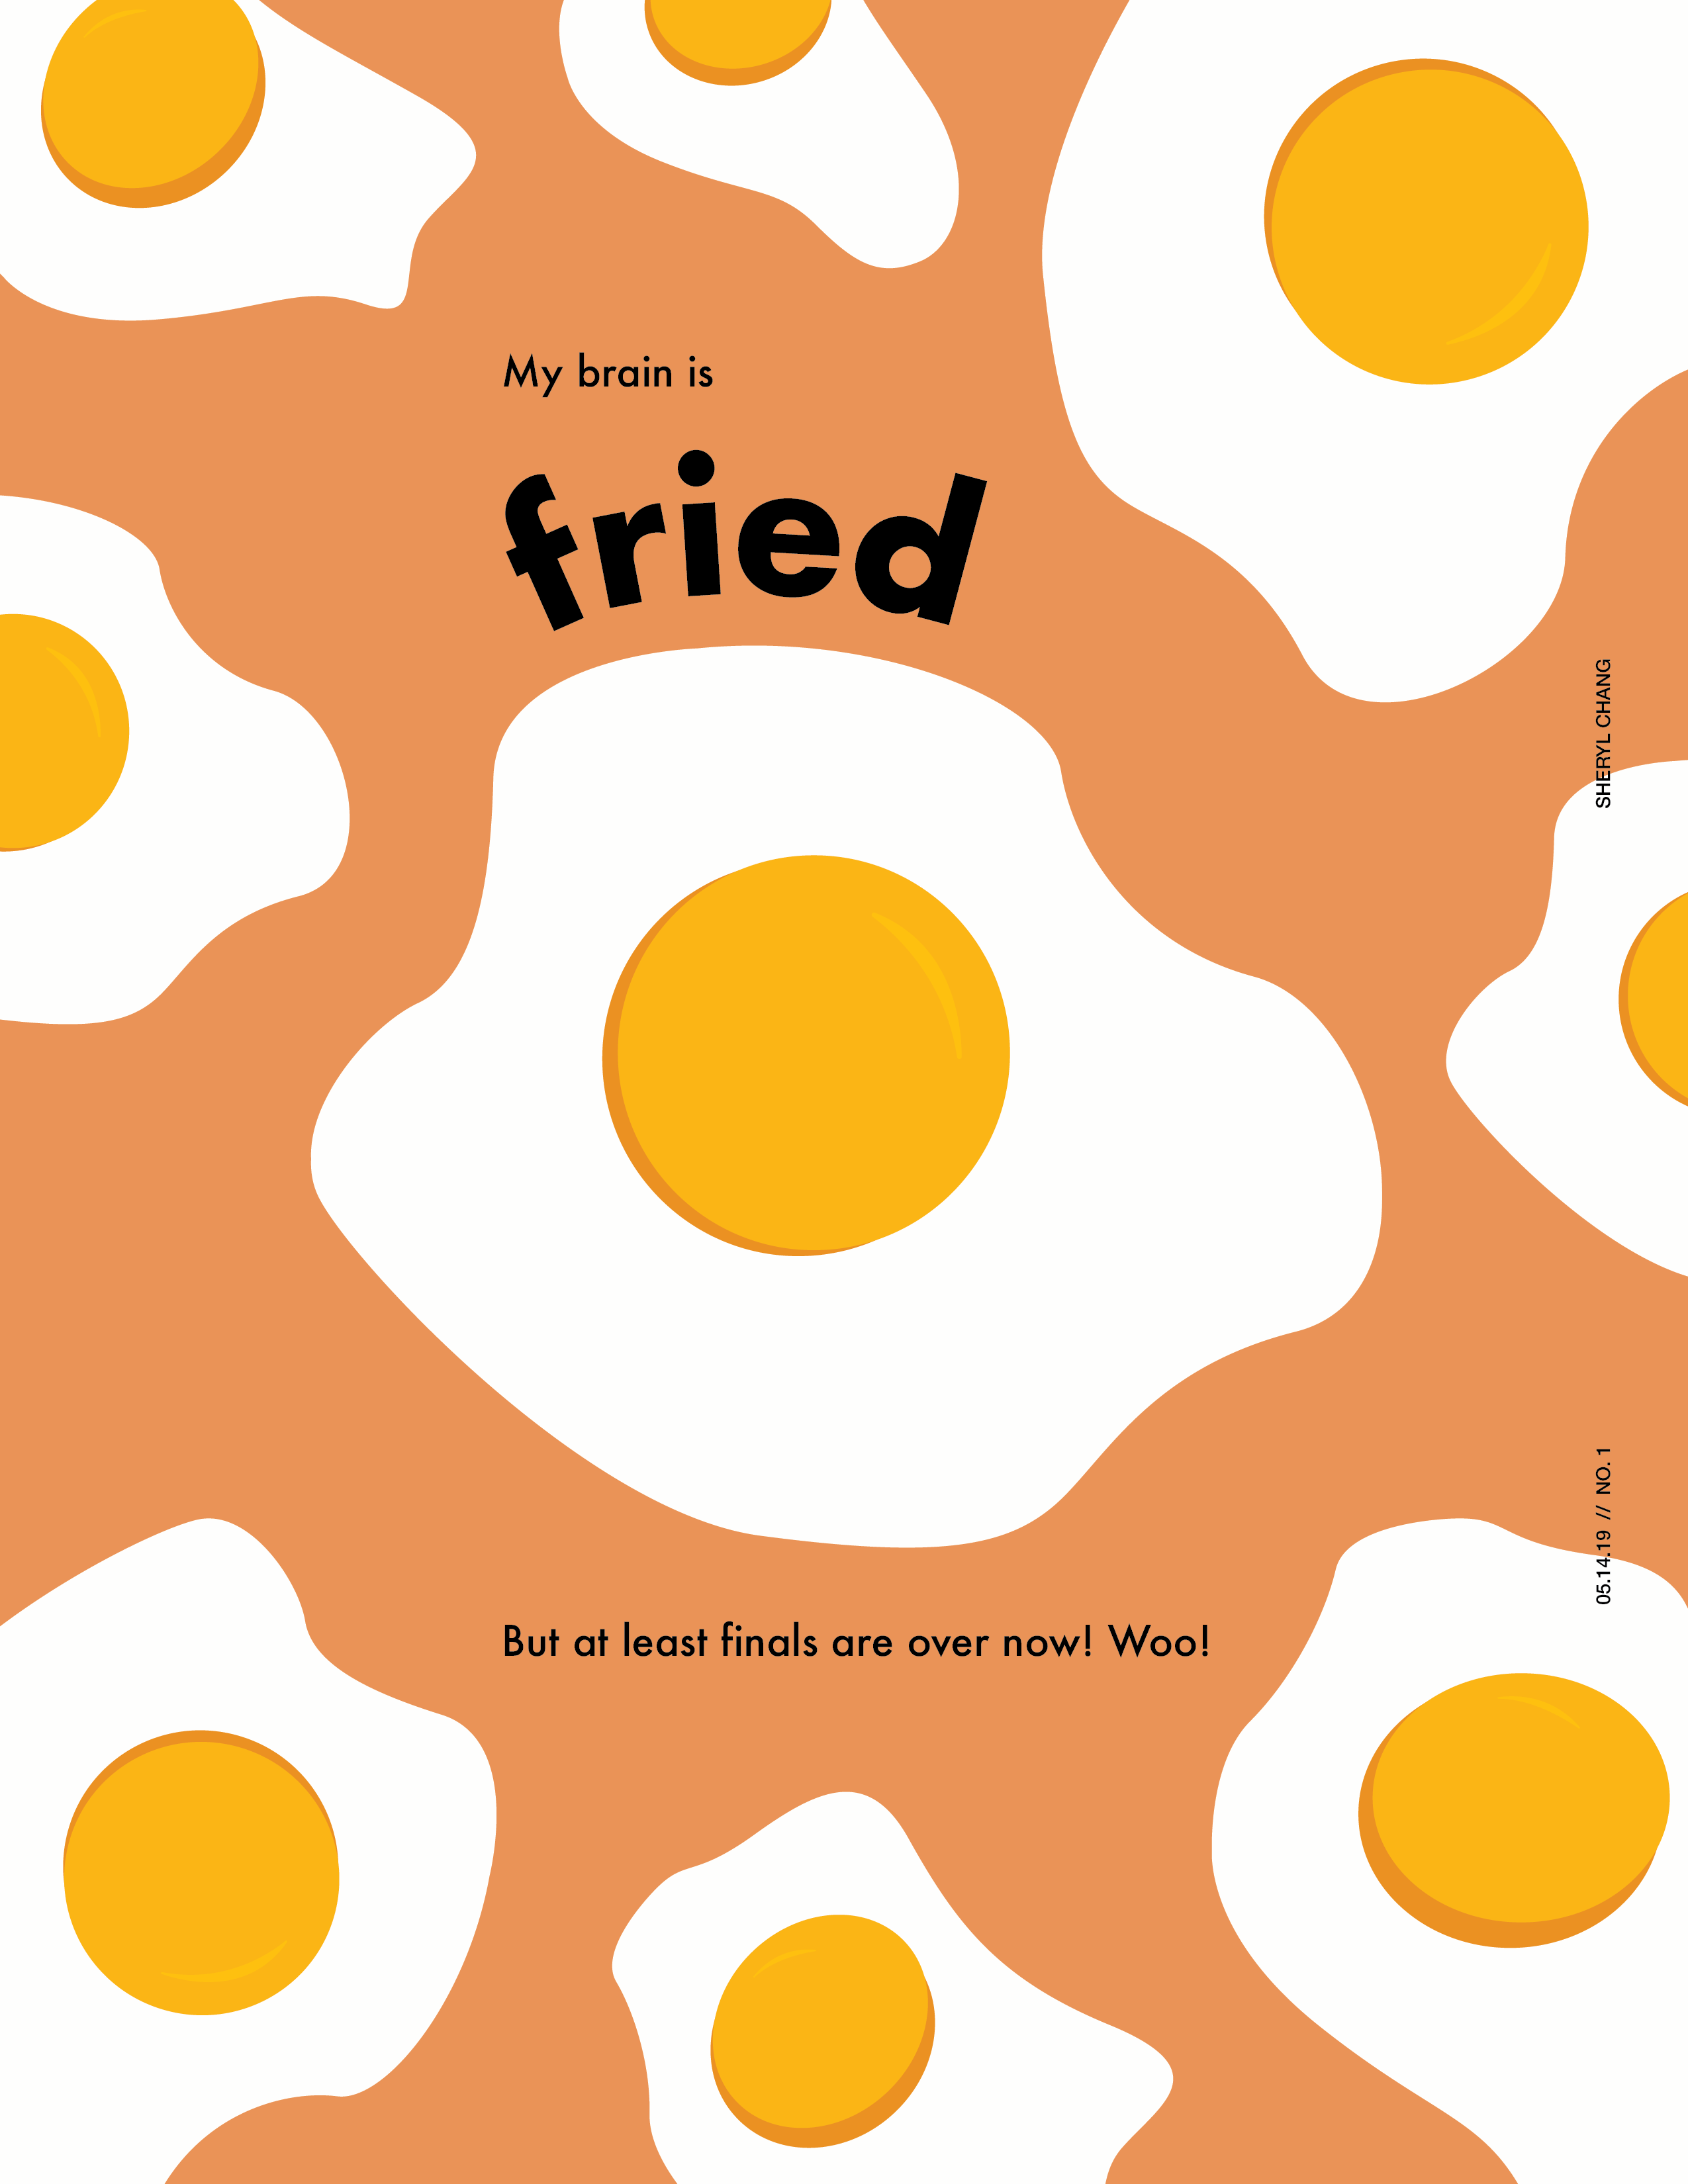 My brain is
fried
SHERYL CHANG
05.14.19 // NO. 1
But at least finals are over now! Woo!